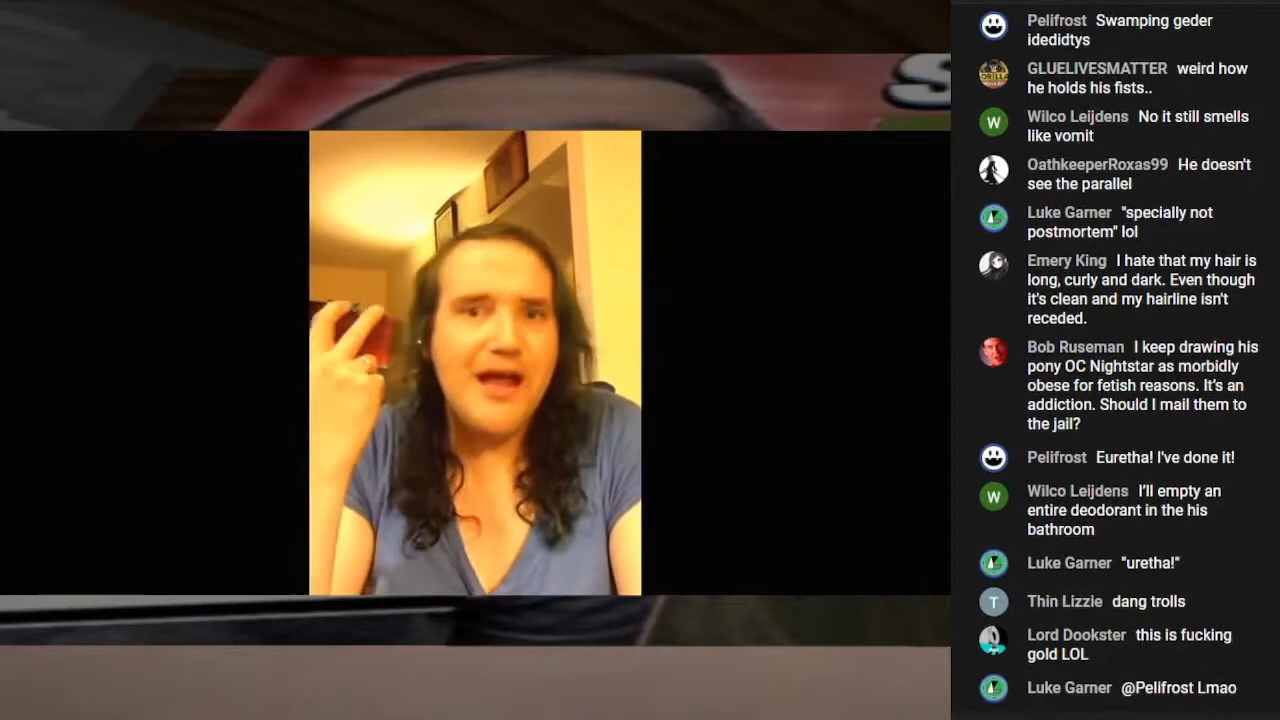 S
Pelifrost Swamping geder
idedidtys
GLUELIVESMATTER weird how
he holds his fists..
W
Wilco Leijdens No it still smells
like vomit
OathkeeperRoxas99 He doesn't
see the parallel
Luke Garner "specially not
postmortem" lol
Emery King I hate that my hair is
long, curly and dark. Even though
it's clean and my hairline isn't
receded.
Bob Ruseman I keep drawing his
pony OC Nightstar as morbidly
obese for fetish reasons. It's an
addiction. Should I mail them to
the jail?
Pelifrost Euretha! I've done it!
W
Wilco Leijdens I'll empty an
entire deodorant in the his
bathroom
Luke Garner "uretha!"
T
Thin Lizzie dang trolls
Lord Dookster this is fucking
gold LOL
Luke Garner @Pelifrost Lmao